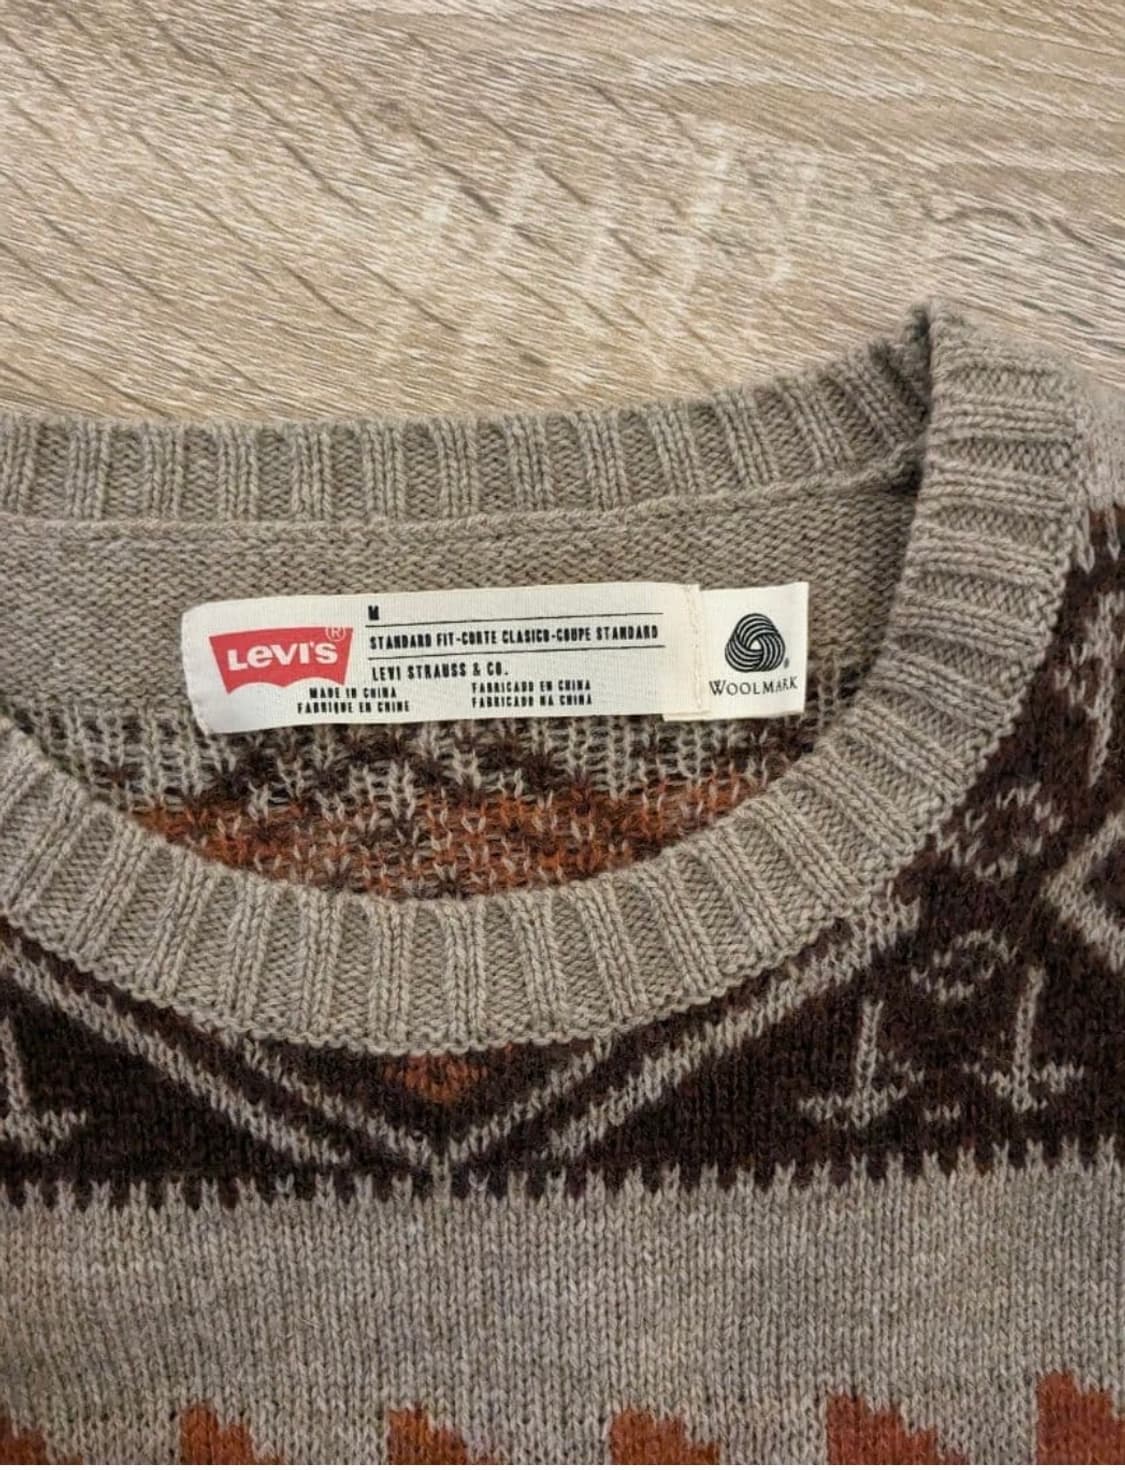 M
STANDARD FIT-CORTE CLASICO-COUPE STANDARD
LEVI'S®
LEVI STRAUSS & CO.
MADE IN CHINA FABRICADO EN CHINA
FABRIQUE EN CHINE FABRICADO NA CHINA
WOOLMARK